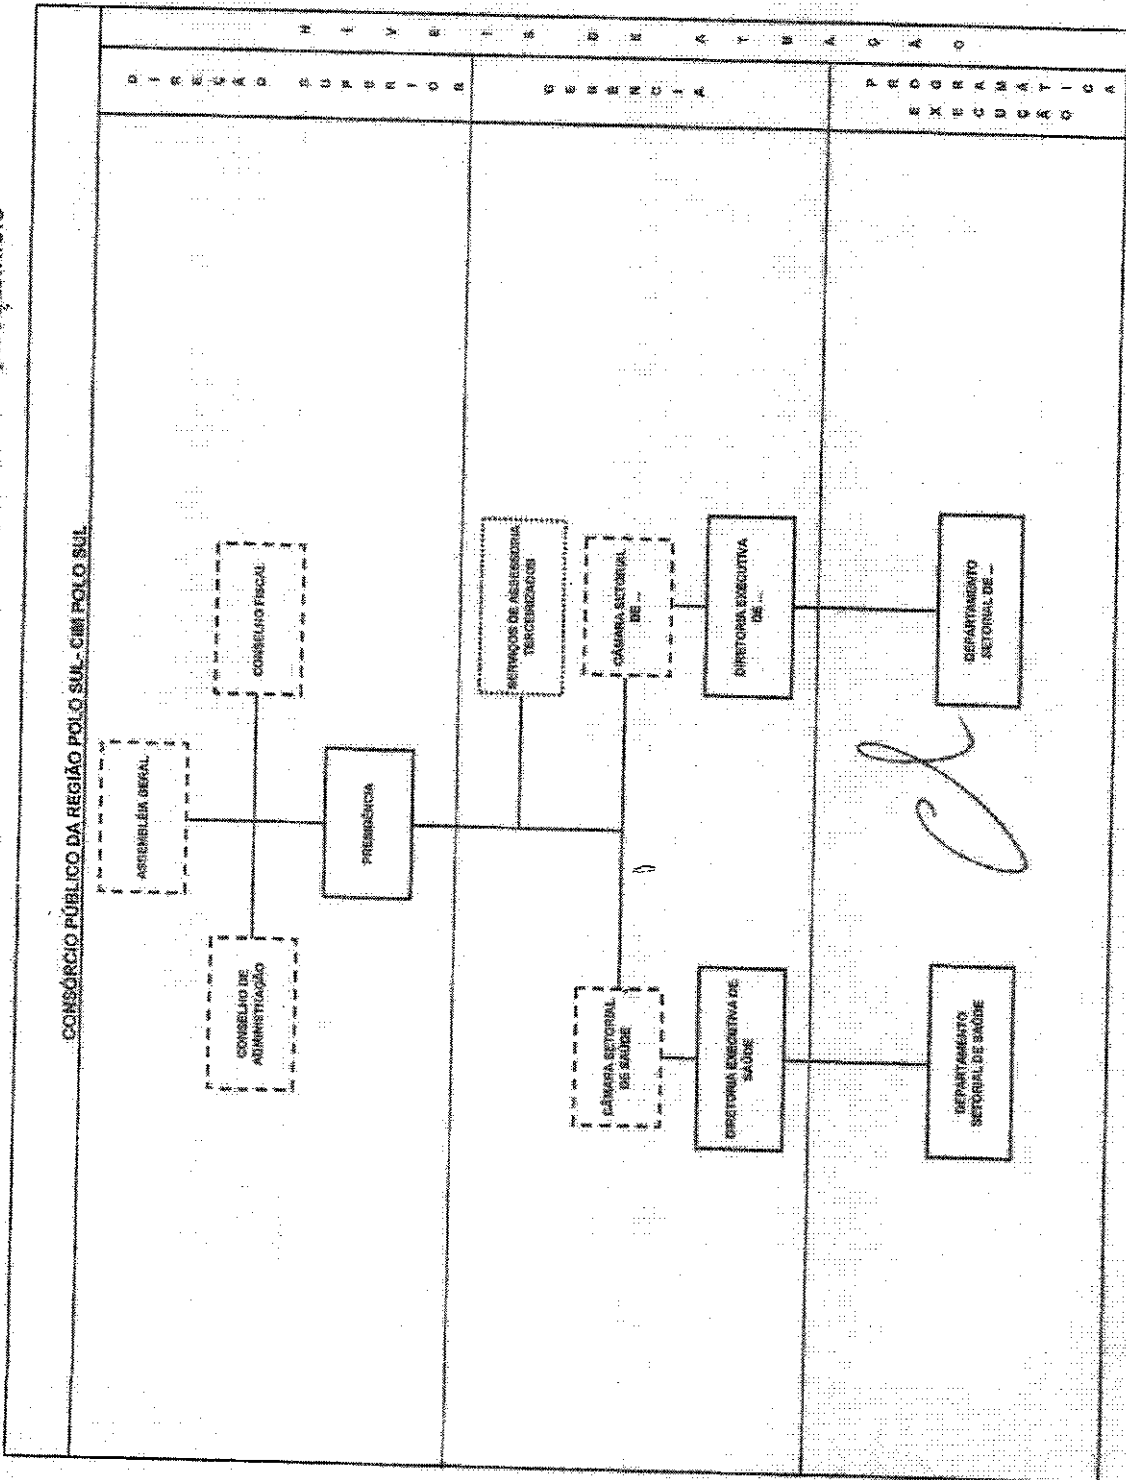 CONSÓRCIO PÚBLICO DA REGIÃO POLO SUL - CIM POLO SUL
NÍVEIS DE ATUAÇÃO
DIREÇÃO SUPERIOR
ASSEMBLÉIA GERAL
CONSELHO DE
ADMINISTRAÇÃO
CONSELHO FISCAL
PRESIDÊNCIA
GERÊNCIA
SERVIÇOS DE ASSESSORIA
TERCERIZADOS
CÂMARA SETORIAL
DE SAÚDE
CÂMARA SETORIAL
DE ...
DIRETORIA EXECUTIVA DE
SAÚDE
DIRETORIA EXECUTIVA
DE ...
PROGRAMÁTICA
EXECUÇÃO
DEPARTAMENTO
SETORIAL DE SAÚDE
DEPARTAMENTO
SETORIAL DE ...